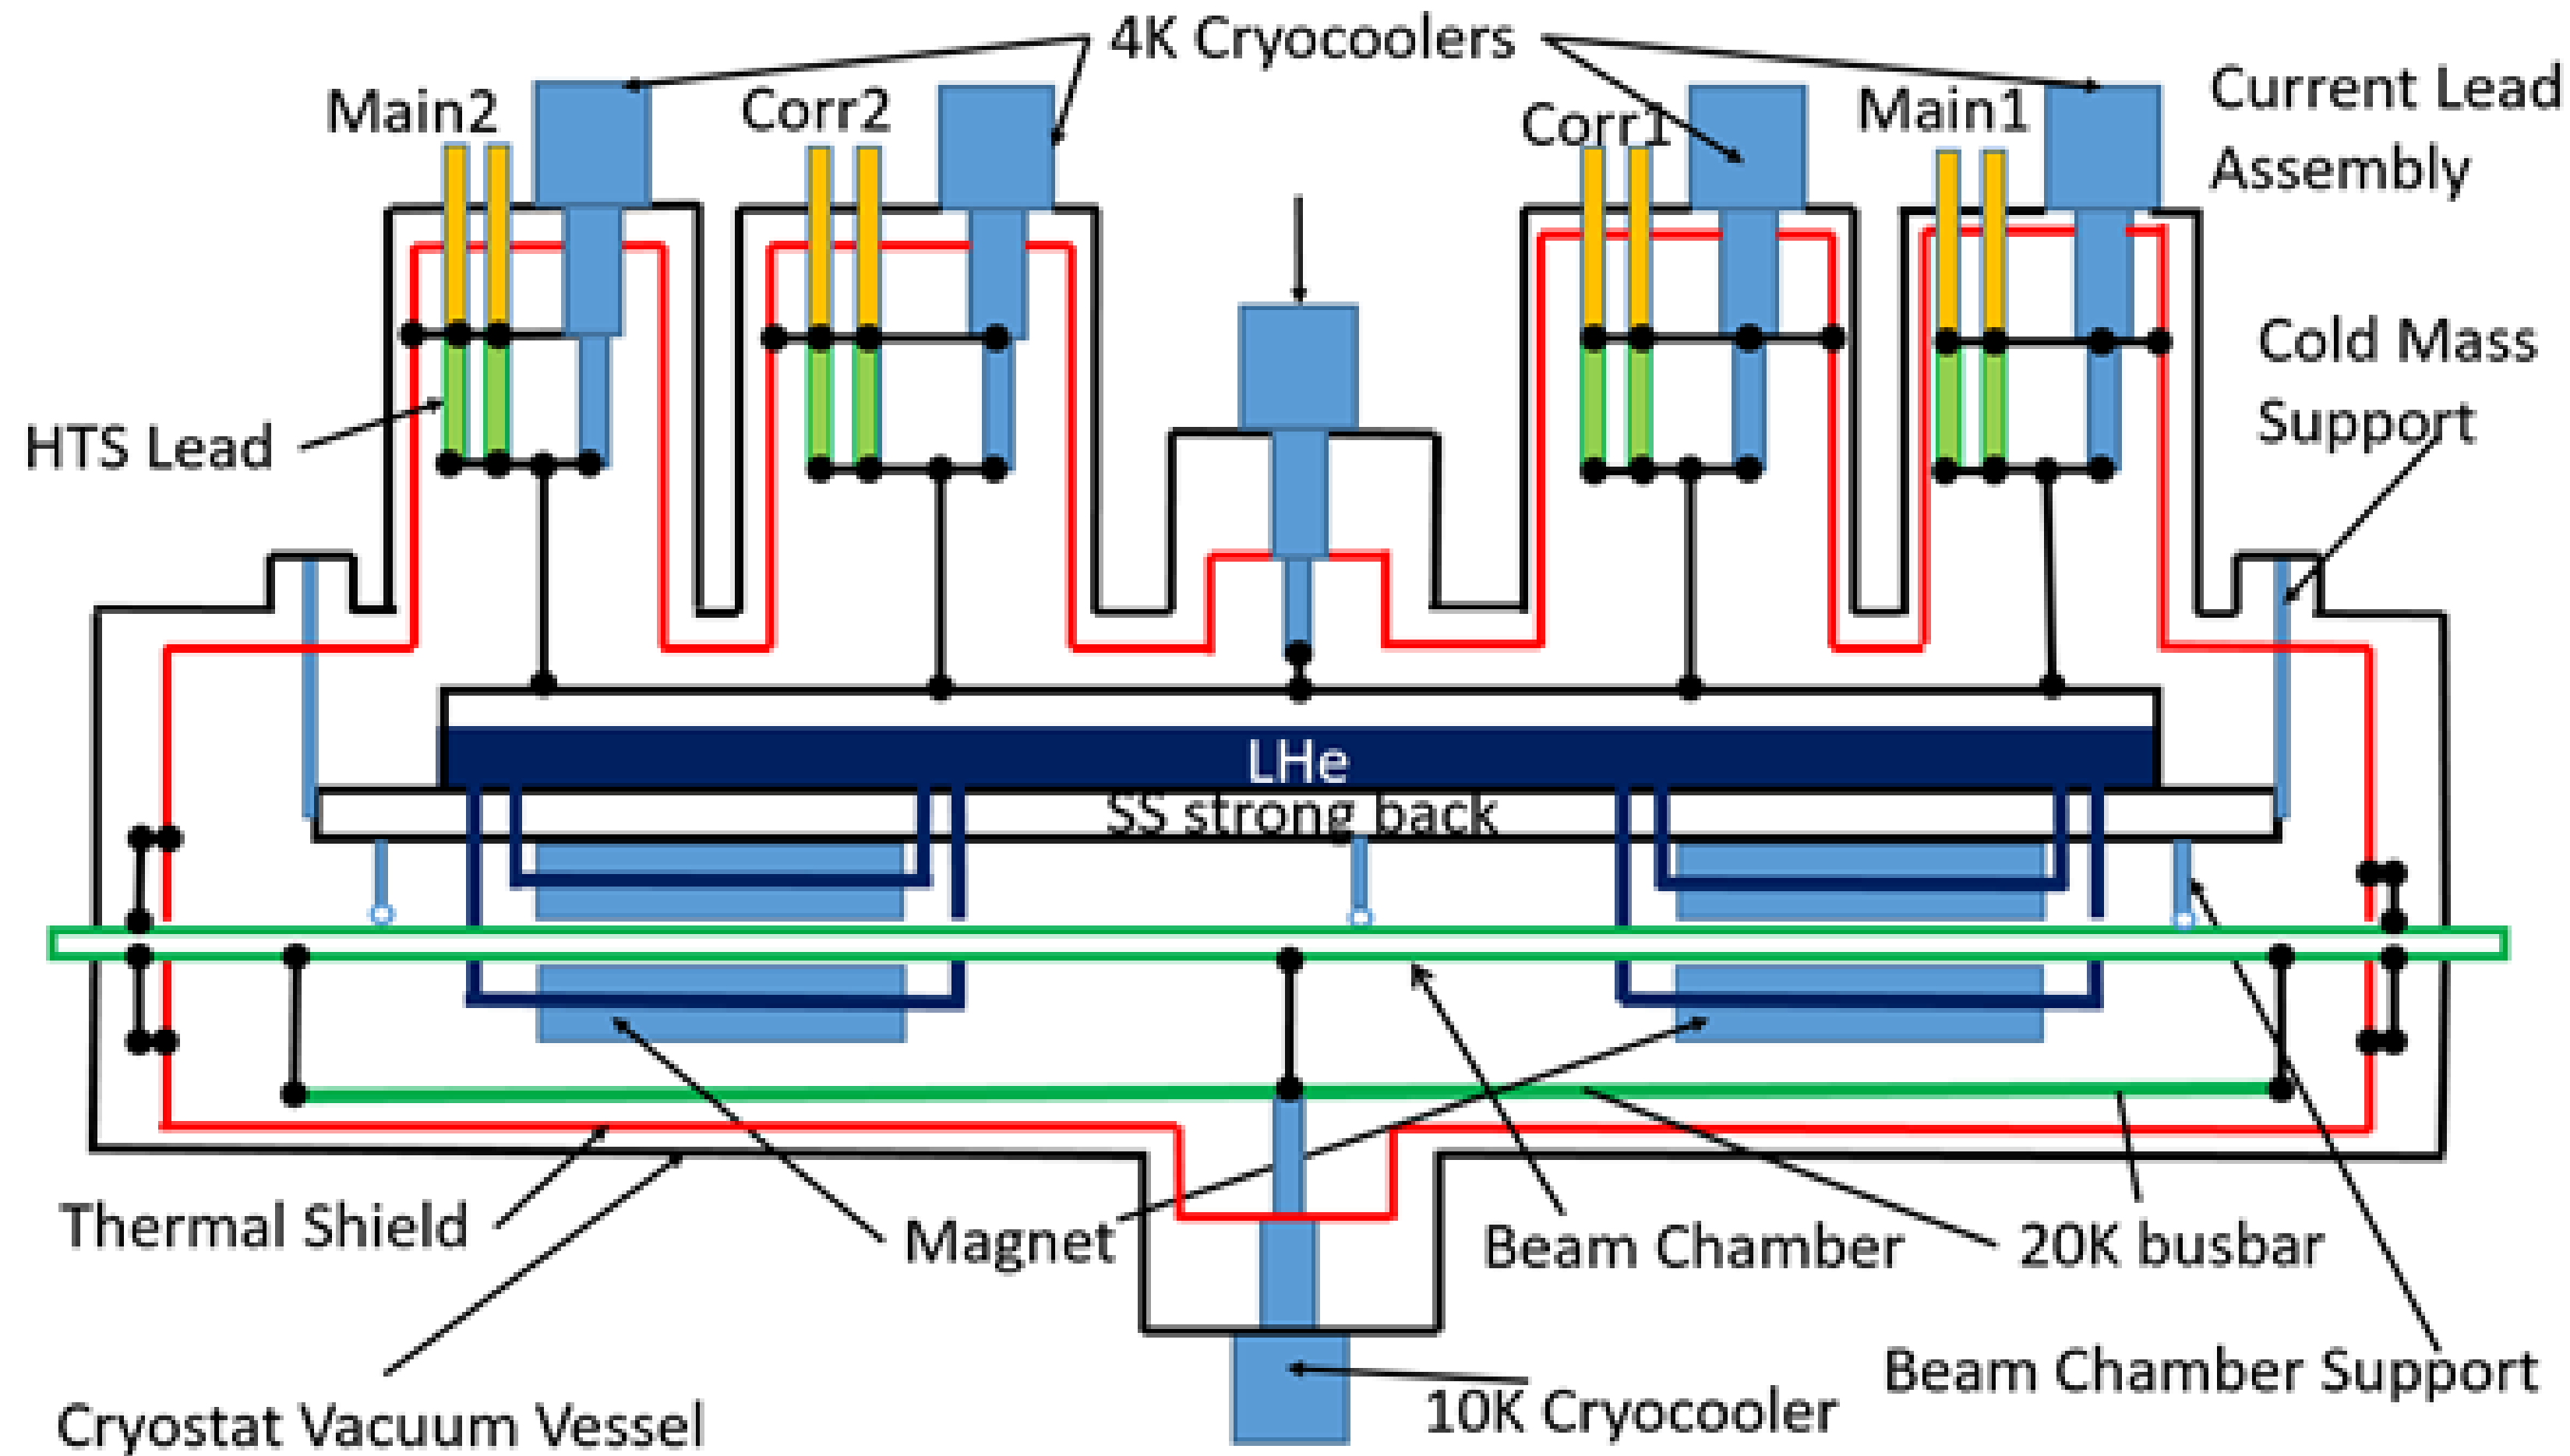 4K Cryocoolers
Main2
Corr2
Corr1
Main1
Current Lead
Assembly
HTS Lead
Cold Mass
Support
LHe
SS strong back
Thermal Shield
Magnet
Beam Chamber
20K busbar
Cryostat Vacuum Vessel
10K Cryocooler
Beam Chamber Support